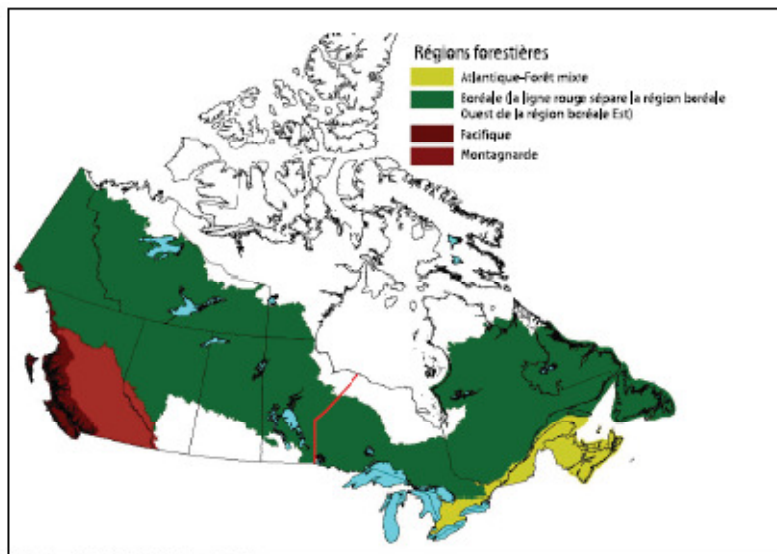 Régions forestières
Atlantique-Forêt mixte
Boréale (la ligne rouge sépare la région boréale
Ouest de la région boréale Est)
Pacifique
Montagnarde